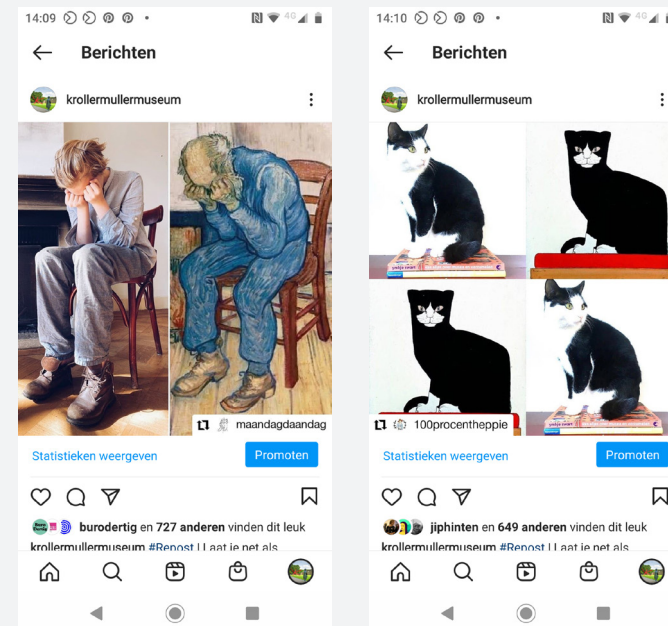 14:09
4G
Berichten
krollermullermuseum
maandagdaandag
Statistieken weergeven
Promoten
burodertig en 727 anderen vinden dit leuk
krollermullermuseum #Repost | Laat je net als
14:10
4G
Berichten
krollermullermuseum
100procentheppie
Statistieken weergeven
Promoten
jiphinten en 649 anderen vinden dit leuk
krollermullermuseum #Repost | Laat je net als